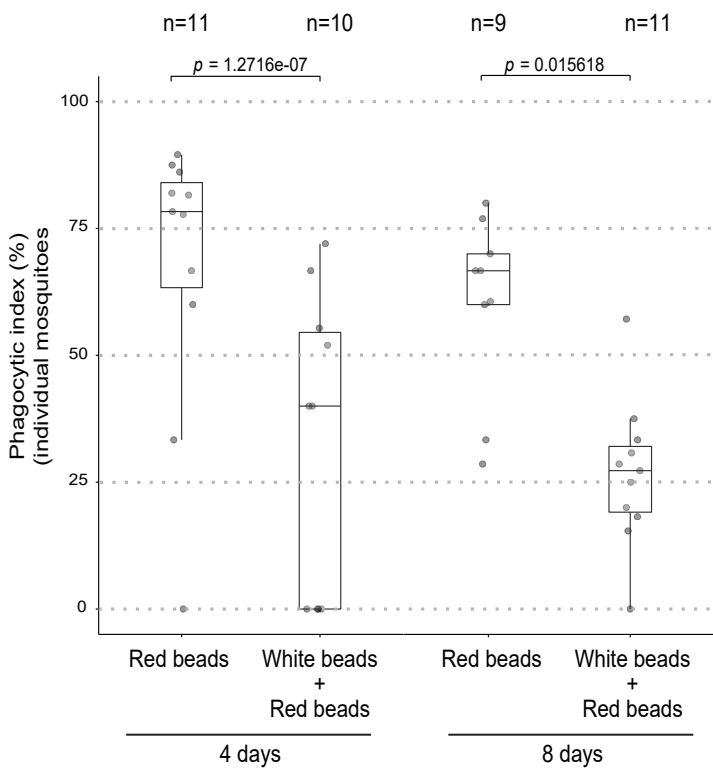 n=11 n=10 n=9 n=11
p = 1.2716e-07 p = 0.015618
100
75
50
25
0
Phagocytic index (%)
(individual mosquitoes
Red beads White beads Red beads White beads
+ +
Red beads Red beads
4 days 8 days